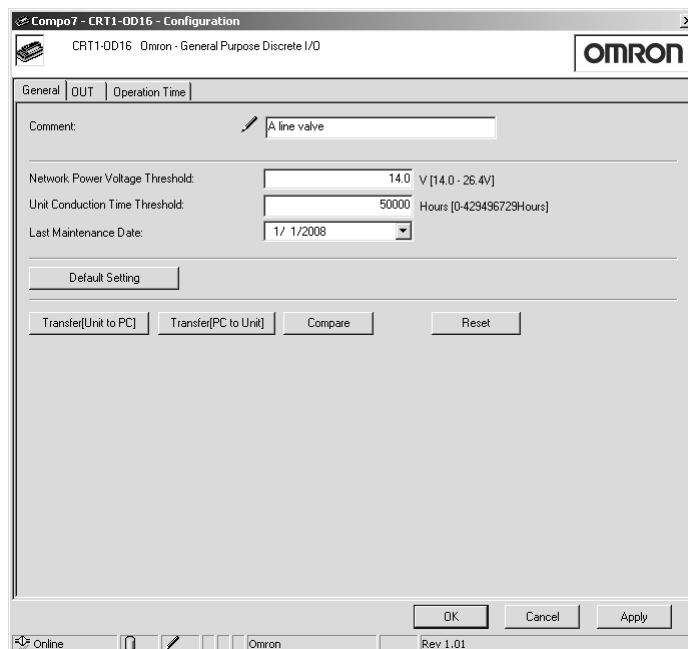 Compo7 - CRT1-OD16 - Configuration
CRT1-OD16 Omron - General Purpose Discrete I/O
OMRON
General OUT Operation Time
Comment: A line valve
Network Power Voltage Threshold: 14.0 V [14.0 - 26.4V]
Unit Conduction Time Threshold: 50000 Hours [0-429496729Hours]
Last Maintenance Date: 1/ 1/2008
Default Setting
Transfer[Unit to PC] Transfer[PC to Unit] Compare Reset
OK Cancel Apply
Online Omron Rev 1.01